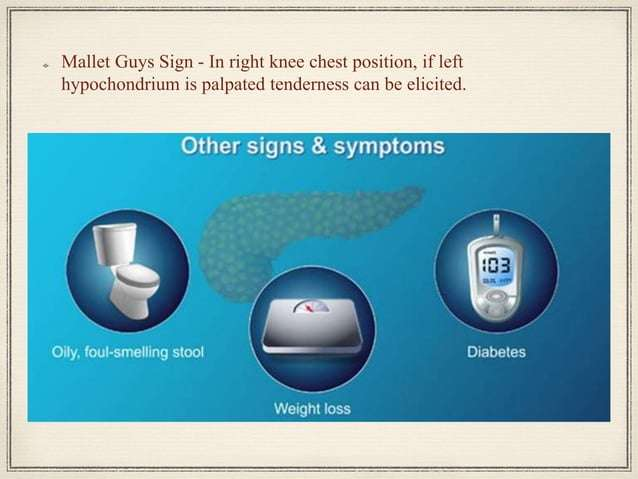 Mallet Guys Sign - In right knee chest position, if left
hypochondrium is palpated tenderness can be elicited.
Other signs & symptoms
103
Oily, foul-smelling stool
Diabetes
Weight loss